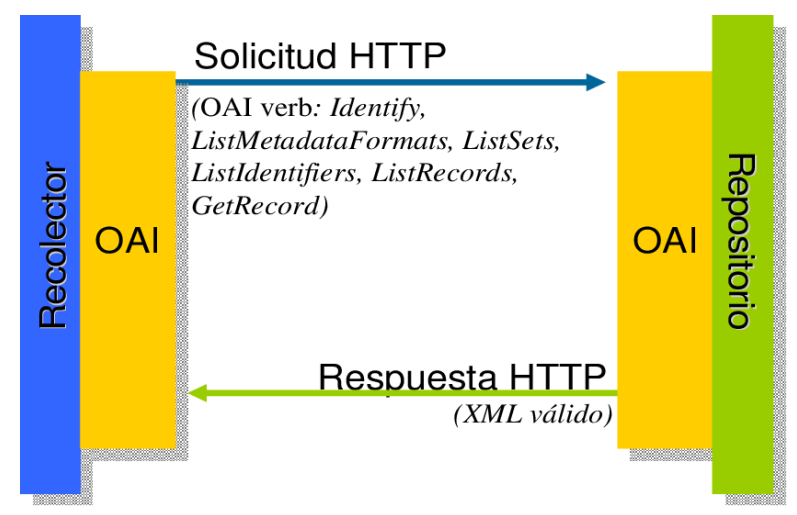 Solicitud HTTP
(OAI verb: Identify,
ListMetadataFormats, ListSets,
ListIdentifiers, ListRecords,
GetRecord)
Recolector
OAI
OAI
Repositorio
Respuesta HTTP
(XML válido)